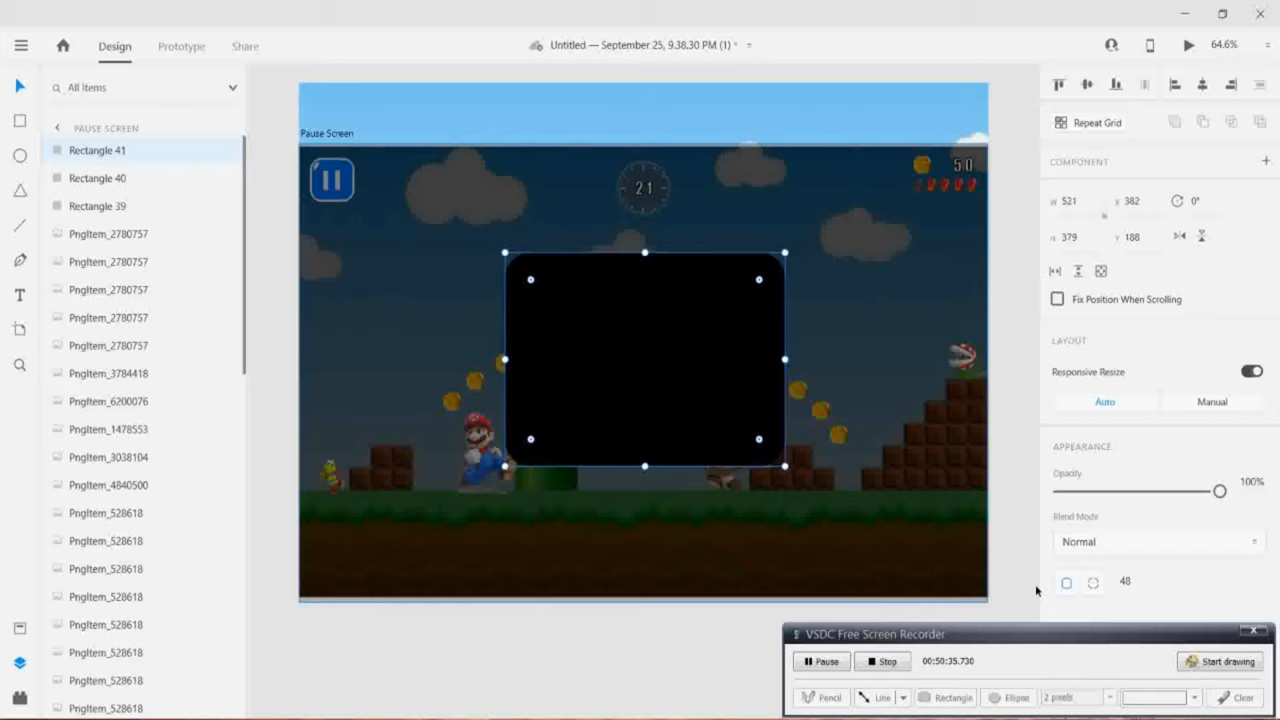 Design
Prototype
Share
Untitled — September 25, 9.38.30 PM (1) *
64.6%
All Items
PAUSE SCREEN
Rectangle 41
Rectangle 40
Rectangle 39
PngItem_2780757
PngItem_2780757
PngItem_2780757
PngItem_2780757
PngItem_2780757
PngItem_3784418
PngItem_6200076
PngItem_1478553
PngItem_3038104
PngItem_4840500
PngItem_528618
PngItem_528618
PngItem_528618
PngItem_528618
PngItem_528618
PngItem_528618
PngItem_528618
PngItem_528618
Pause Screen
21
50
Repeat Grid
COMPONENT
W 521 X 382 0°
H 379 Y 188
Fix Position When Scrolling
LAYOUT
Responsive Resize
Auto Manual
APPEARANCE
Opacity
100%
Blend Mode
Normal
48
VSDC Free Screen Recorder
Pause Stop 00:50:35.730 Start drawing
Pencil Line Rectangle Ellipse 2 pixels Clear